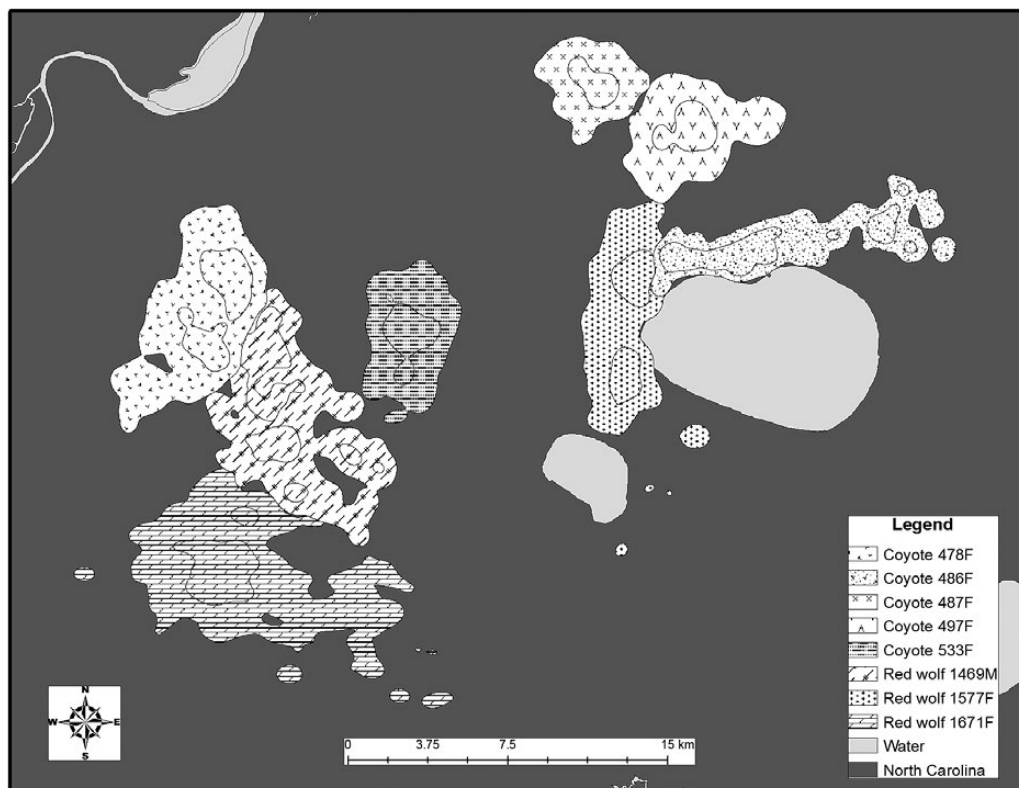 Legend
Coyote 478F
Coyote 486F
Coyote 487F
Coyote 497F
Coyote 533F
Red wolf 1469M
Red wolf 1577F
Red wolf 1671F
Water
North Carolina
N
W E
S
0 3.75 7.5 15 km